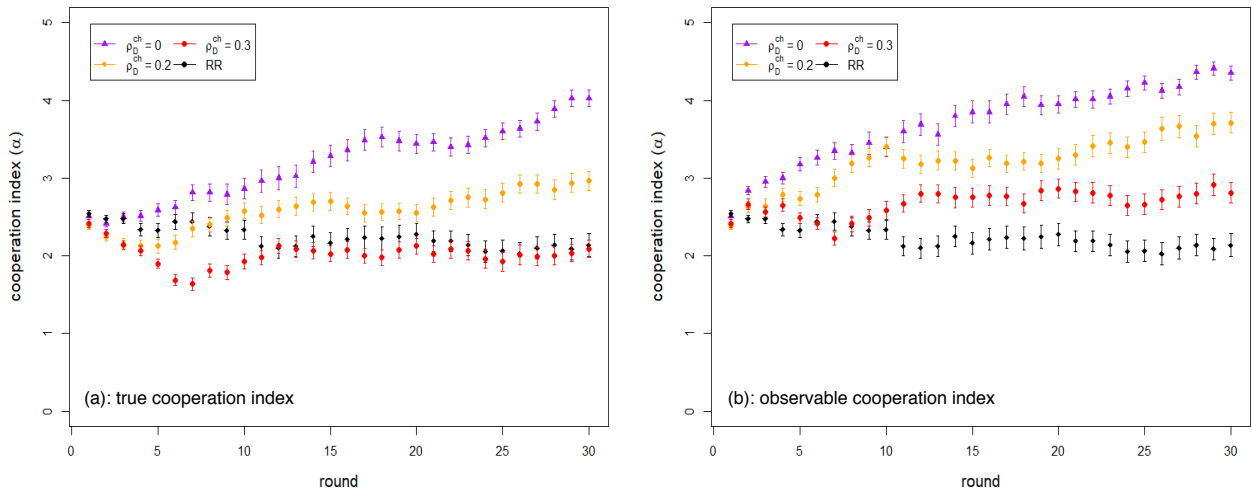 5
4
3
2
1
0
cooperation index (α)
ρ_D^ch = 0
ρ_D^ch = 0.3
ρ_D^ch = 0.2
RR
(a): true cooperation index
0 5 10 15 20 25 30
round
5
4
3
2
1
0
cooperation index (α)
ρ_D^ch = 0
ρ_D^ch = 0.3
ρ_D^ch = 0.2
RR
(b): observable cooperation index
0 5 10 15 20 25 30
round